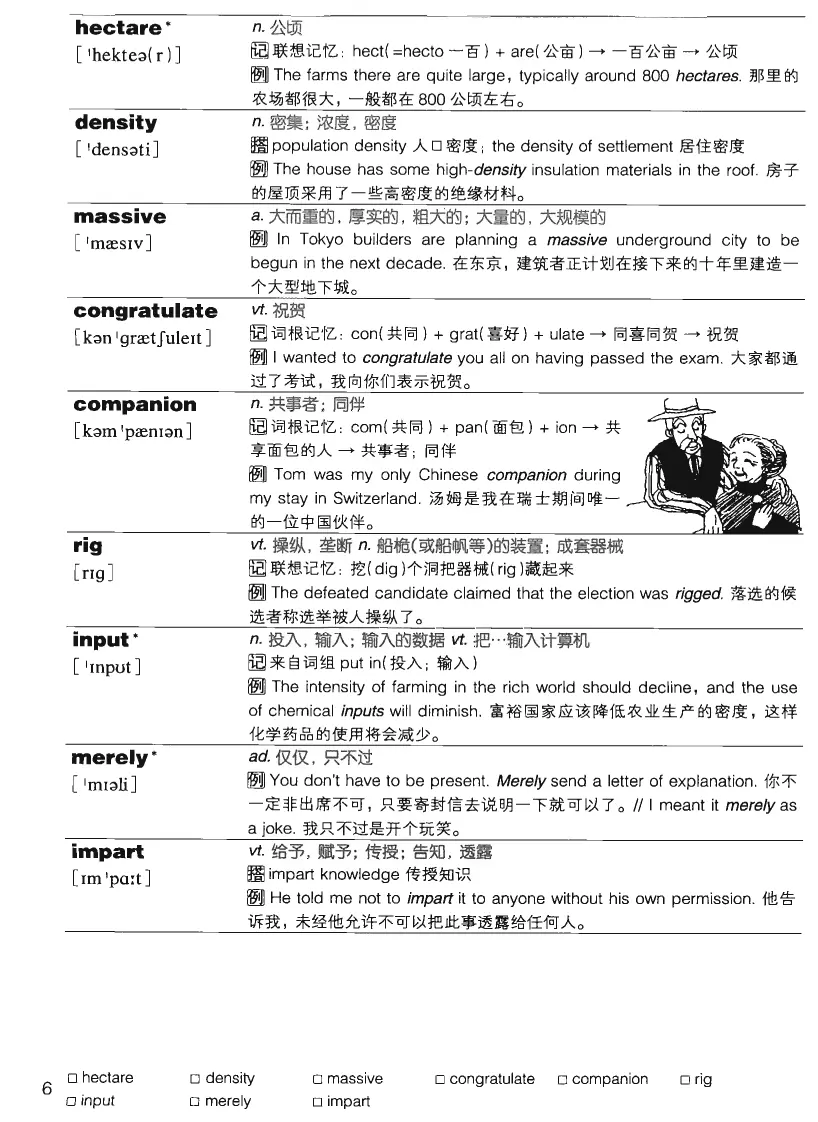 hectare*
n. 公顷
[ ˈhekteə(r)]
记 联想记忆：hect(=hecto 一百) + are(公亩) → 一百公亩 → 公顷
例 The farms there are quite large, typically around 800 hectares. 那里的
农场都很大，一般都在 800 公顷左右。
density
n. 密集；浓度，密度
[ ˈdensəti]
搭 population density 人口密度；the density of settlement 居住密度
例 The house has some high-density insulation materials in the roof. 房子
的屋顶采用了一些高密度的绝缘材料。
massive
a. 大而重的，厚实的，粗大的；大量的，大规模的
[ ˈmæsɪv]
例 In Tokyo builders are planning a massive underground city to be
begun in the next decade. 在东京，建筑者正计划在接下来的十年里建造一
个大型地下城。
congratulate
vt. 祝贺
[kənˈɡrætʃuleɪt]
记 词根记忆：con(共同) + grat(喜好) + ulate → 同喜同贺 → 祝贺
例 I wanted to congratulate you all on having passed the exam. 大家都通
过了考试，我向你们表示祝贺。
companion
n. 共事者；同伴
[kəmˈpænɪən]
记 词根记忆：com(共同) + pan(面包) + ion → 共
享面包的人 → 共事者；同伴
例 Tom was my only Chinese companion during
my stay in Switzerland. 汤姆是我在瑞士期间唯一
的一位中国伙伴。
rig
vt. 操纵，垄断 n. 船桅(或船帆等)的装置；成套器械
[rɪɡ]
记 联想记忆：挖(dig)个洞把器械(rig)藏起来
例 The defeated candidate claimed that the election was rigged. 落选的候
选者称选举被人操纵了。
input*
n. 投入，输入；输入的数据 vt. 把…输入计算机
[ ˈɪnpʊt]
记 来自词组 put in(投入；输入)
例 The intensity of farming in the rich world should decline, and the use
of chemical inputs will diminish. 富裕国家应该降低农业生产的密度，这样
化学药品的使用将会减少。
merely*
ad. 仅仅，只不过
[ ˈmɪəli]
例 You don't have to be present. Merely send a letter of explanation. 你不
一定非出席不可，只要寄封信去说明一下就可以了。// I meant it merely as
a joke. 我只不过是开个玩笑。
impart
vt. 给予，赋予；传授；告知，透露
[ɪmˈpɑːt]
搭 impart knowledge 传授知识
例 He told me not to impart it to anyone without his own permission. 他告
诉我，未经他允许不可以把此事透露给任何人。
□ hectare □ density □ massive □ congratulate □ companion □ rig
6
□ input □ merely □ impart